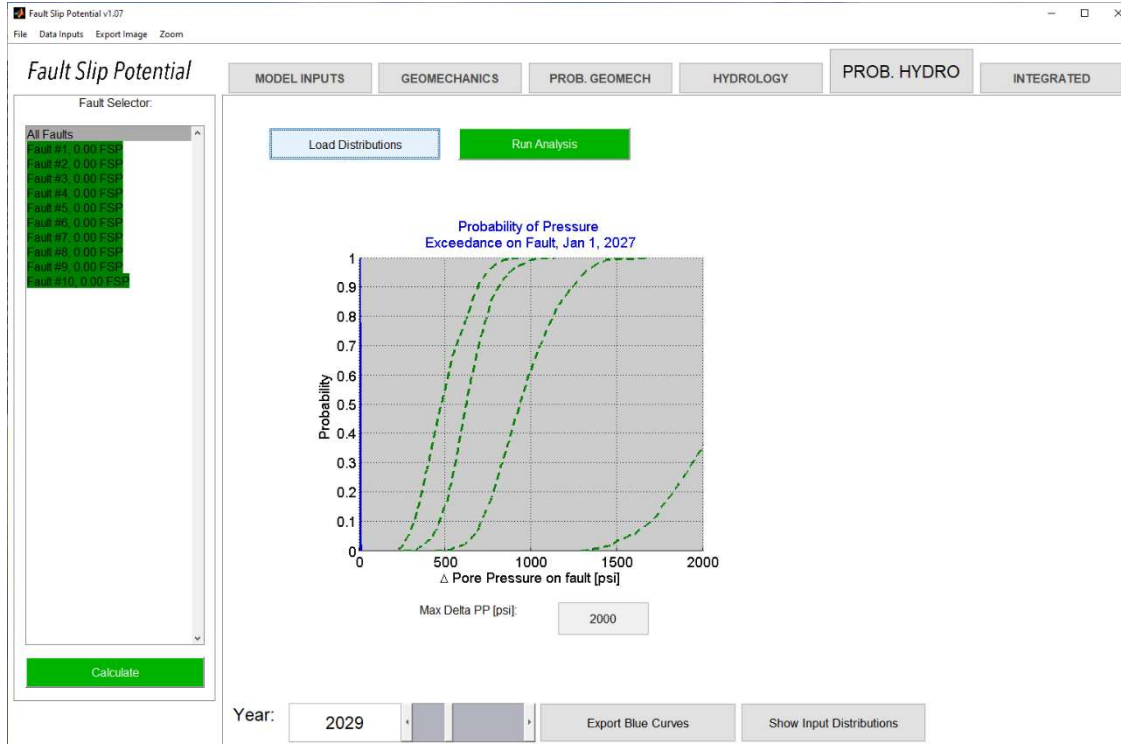 Fault Slip Potential v1.07
File Data Inputs Export Image Zoom
Fault Slip Potential
MODEL INPUTS
GEOMECHANICS
PROB. GEOMECH
HYDROLOGY
PROB. HYDRO
INTEGRATED
Fault Selector:
All Faults
Fault #1, 0.00 FSP
Fault #2, 0.00 FSP
Fault #3, 0.00 FSP
Fault #4, 0.00 FSP
Fault #5, 0.00 FSP
Fault #6, 0.00 FSP
Fault #7, 0.00 FSP
Fault #8, 0.00 FSP
Fault #9, 0.00 FSP
Fault #10, 0.00 FSP
Calculate
Load Distributions
Run Analysis
Probability of Pressure
Exceedance on Fault, Jan 1, 2027
Probability
1
0.9
0.8
0.7
0.6
0.5
0.4
0.3
0.2
0.1
0
0 500 1000 1500 2000
Δ Pore Pressure on fault [psi]
Max Delta PP [psi]:
2000
Year:
2029
Export Blue Curves
Show Input Distributions